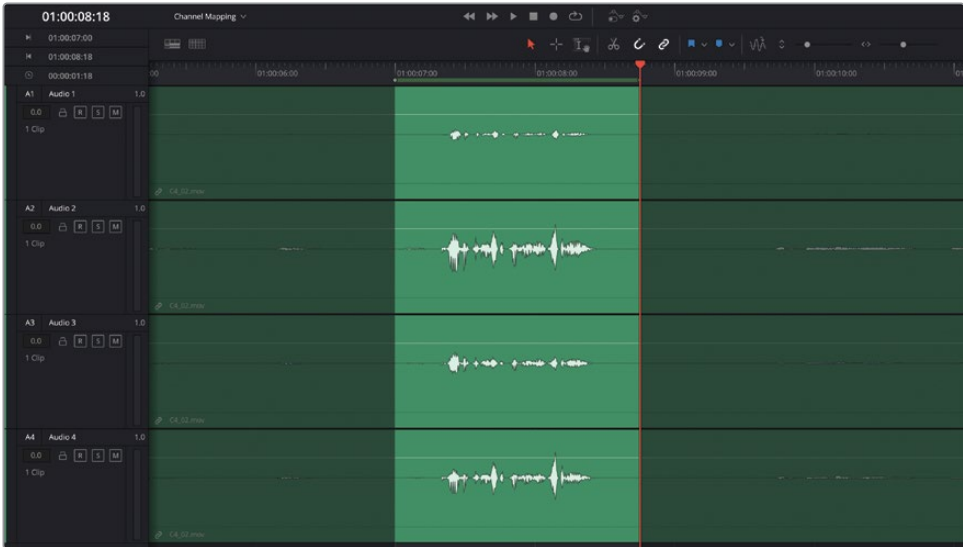 01:00:08:18
Channel Mapping
01:00:07:00
01:00:08:18
00:00:01:18
00
01:00:06:00
01:00:07:00
01:00:08:00
01:00:09:00
01:00:10:00
A1 Audio 1 1.0
0.0 R S M
1 Clip
C4_02.mov
A2 Audio 2 1.0
0.0 R S M
1 Clip
C4_02.mov
A3 Audio 3 1.0
0.0 R S M
1 Clip
C4_02.mov
A4 Audio 4 1.0
0.0 R S M
1 Clip
C4_02.mov